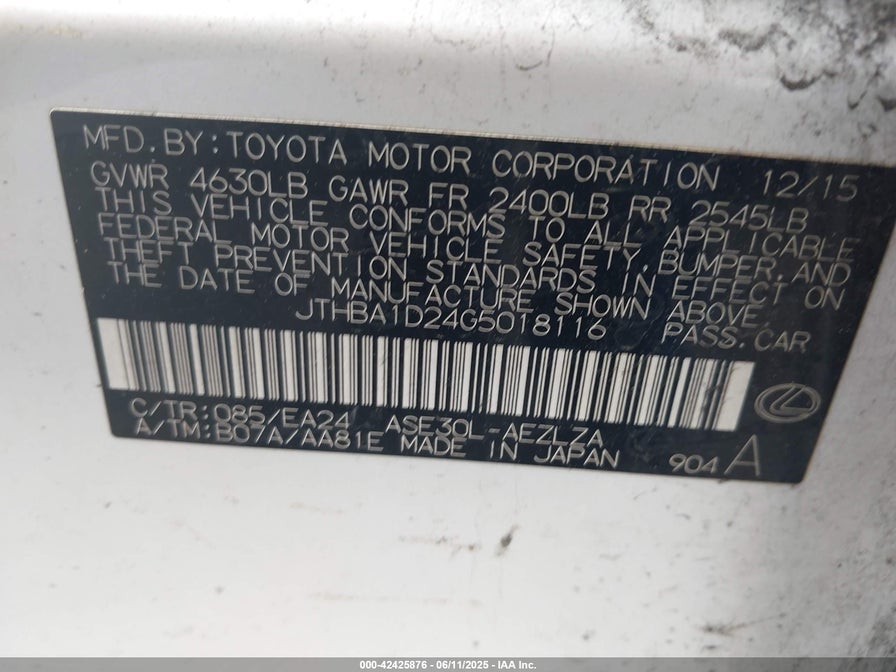 MFD. BY: TOYOTA MOTOR CORPORATION 12/15
GVWR 4630LB GAWR FR 2400LB RR 2545LB
THIS VEHICLE CONFORMS TO ALL APPLICABLE
FEDERAL MOTOR VEHICLE SAFETY, BUMPER, AND
THEFT PREVENTION STANDARDS IN EFFECT ON
THE DATE OF MANUFACTURE SHOWN ABOVE.
JTHBA1D24G5018116 PASS. CAR
C/TR: 085/EA24 ASE30L-AEZLZA
A/TM: B07A/AA81E MADE IN JAPAN 904 A
000-42425876 - 06/11/2025 - IAA Inc.